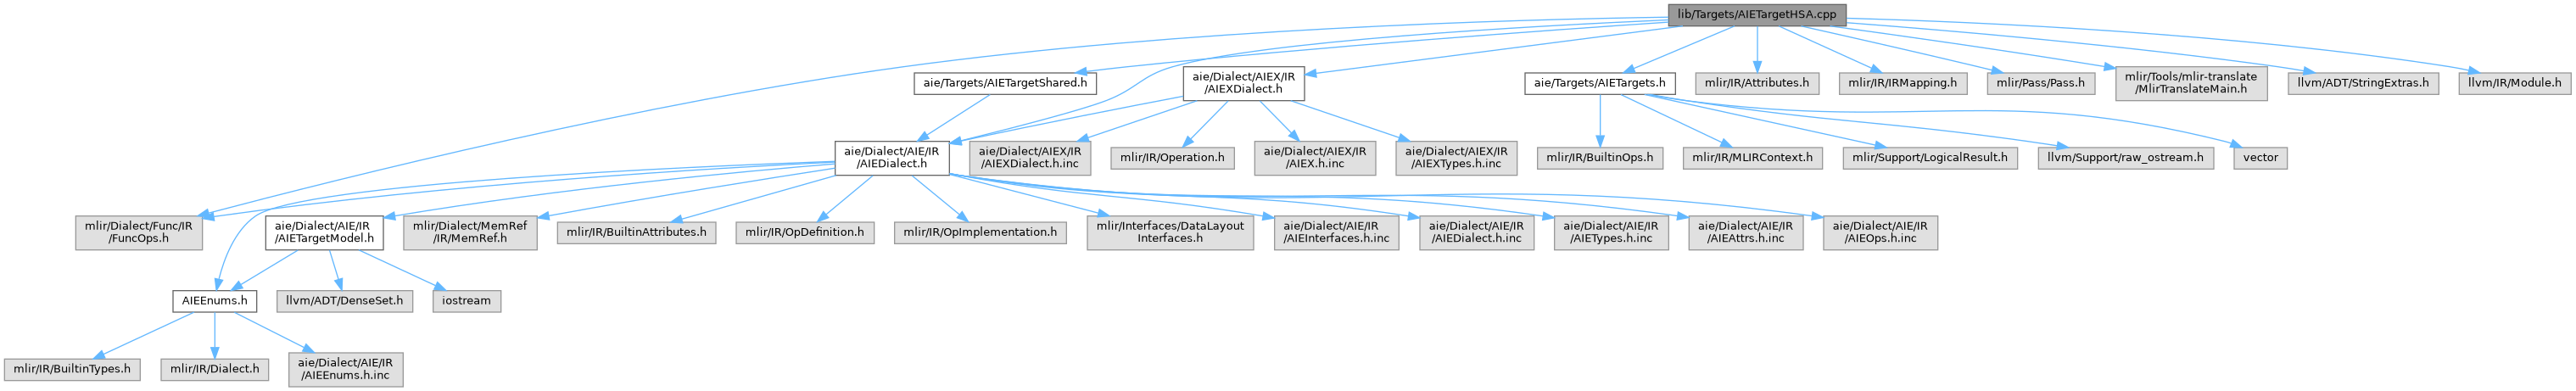 lib/Targets/AIETargetHSA.cpp
aie/Targets/AIETargetShared.h
aie/Dialect/AIEX/IR
/AIEXDialect.h
aie/Targets/AIETargets.h
mlir/IR/Attributes.h
mlir/IR/IRMapping.h
mlir/Pass/Pass.h
mlir/Tools/mlir-translate
/MlirTranslateMain.h
llvm/ADT/StringExtras.h
llvm/IR/Module.h
aie/Dialect/AIE/IR
/AIEDialect.h
aie/Dialect/AIEX/IR
/AIEXDialect.h.inc
mlir/IR/Operation.h
aie/Dialect/AIEX/IR
/AIEX.h.inc
aie/Dialect/AIEX/IR
/AIEXTypes.h.inc
mlir/IR/BuiltinOps.h
mlir/IR/MLIRContext.h
mlir/Support/LogicalResult.h
llvm/Support/raw_ostream.h
vector
mlir/Dialect/Func/IR
/FuncOps.h
aie/Dialect/AIE/IR
/AIETargetModel.h
mlir/Dialect/MemRef
/IR/MemRef.h
mlir/IR/BuiltinAttributes.h
mlir/IR/OpDefinition.h
mlir/IR/OpImplementation.h
mlir/Interfaces/DataLayout
Interfaces.h
aie/Dialect/AIE/IR
/AIEInterfaces.h.inc
aie/Dialect/AIE/IR
/AIEDialect.h.inc
aie/Dialect/AIE/IR
/AIETypes.h.inc
aie/Dialect/AIE/IR
/AIEAttrs.h.inc
aie/Dialect/AIE/IR
/AIEOps.h.inc
AIEEnums.h
llvm/ADT/DenseSet.h
iostream
mlir/IR/BuiltinTypes.h
mlir/IR/Dialect.h
aie/Dialect/AIE/IR
/AIEEnums.h.inc